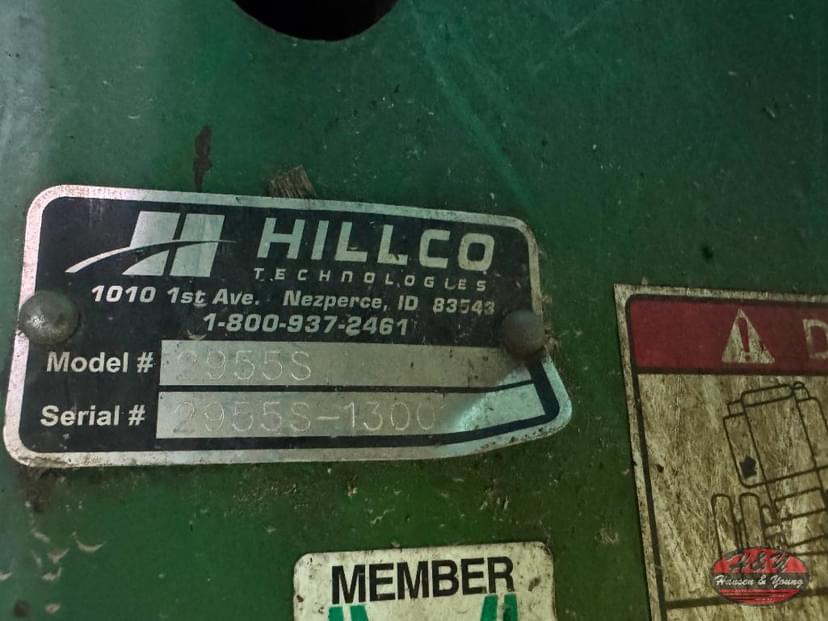 HILLCO
TECHNOLOGIES
1010 1st Ave. Nezperce, ID 83543
1-800-937-2461
Model # 2955S
Serial # 2955S-1300
D
MEMBER
H&Y
Hansen & Young